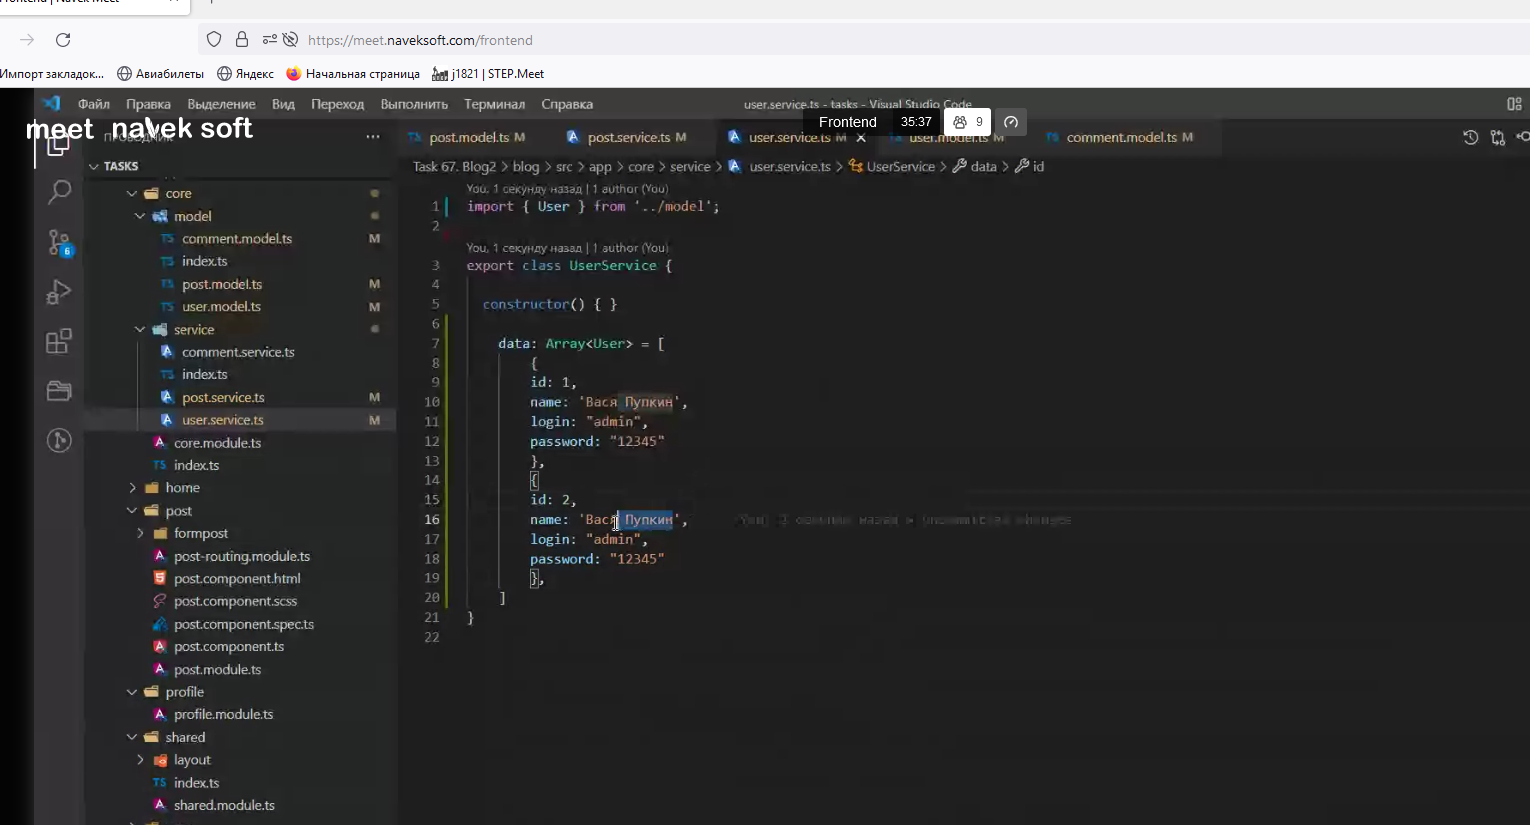 Frontend | Navek Meet
https://meet.naveksoft.com/frontend
Импорт закладок...
Авиабилеты
Яндекс
Начальная страница
j1821 | STEP.Meet
Файл Правка Выделение Вид Переход Выполнить Терминал Справка
user.service.ts - tasks - Visual Studio Code
meet navek soft
Frontend
35:37
9
post.model.ts M
post.service.ts M
user.service.ts M
user.model.ts M
comment.model.ts M
TASKS
Task 67. Blog2 > blog > src > app > core > service > user.service.ts > UserService > data > id
core
model
comment.model.ts M
index.ts
post.model.ts M
user.model.ts M
service
comment.service.ts
index.ts
post.service.ts M
user.service.ts M
core.module.ts
index.ts
home
post
formpost
post-routing.module.ts
post.component.html
post.component.scss
post.component.spec.ts
post.component.ts
post.module.ts
profile
profile.module.ts
shared
layout
index.ts
shared.module.ts
6
You, 1 секунду назад | 1 author (You)
1 import { User } from '../model';
2
You, 1 секунду назад | 1 author (You)
3 export class UserService {
4
5 constructor() { }
6
7 data: Array<User> = [
8 {
9 id: 1,
10 name: 'Вася Пупкин',
11 login: "admin",
12 password: "12345"
13 },
14 {
15 id: 2,
16 name: 'Вася Пупкин',
17 login: "admin",
18 password: "12345"
19 },
20 ]
21 }
22